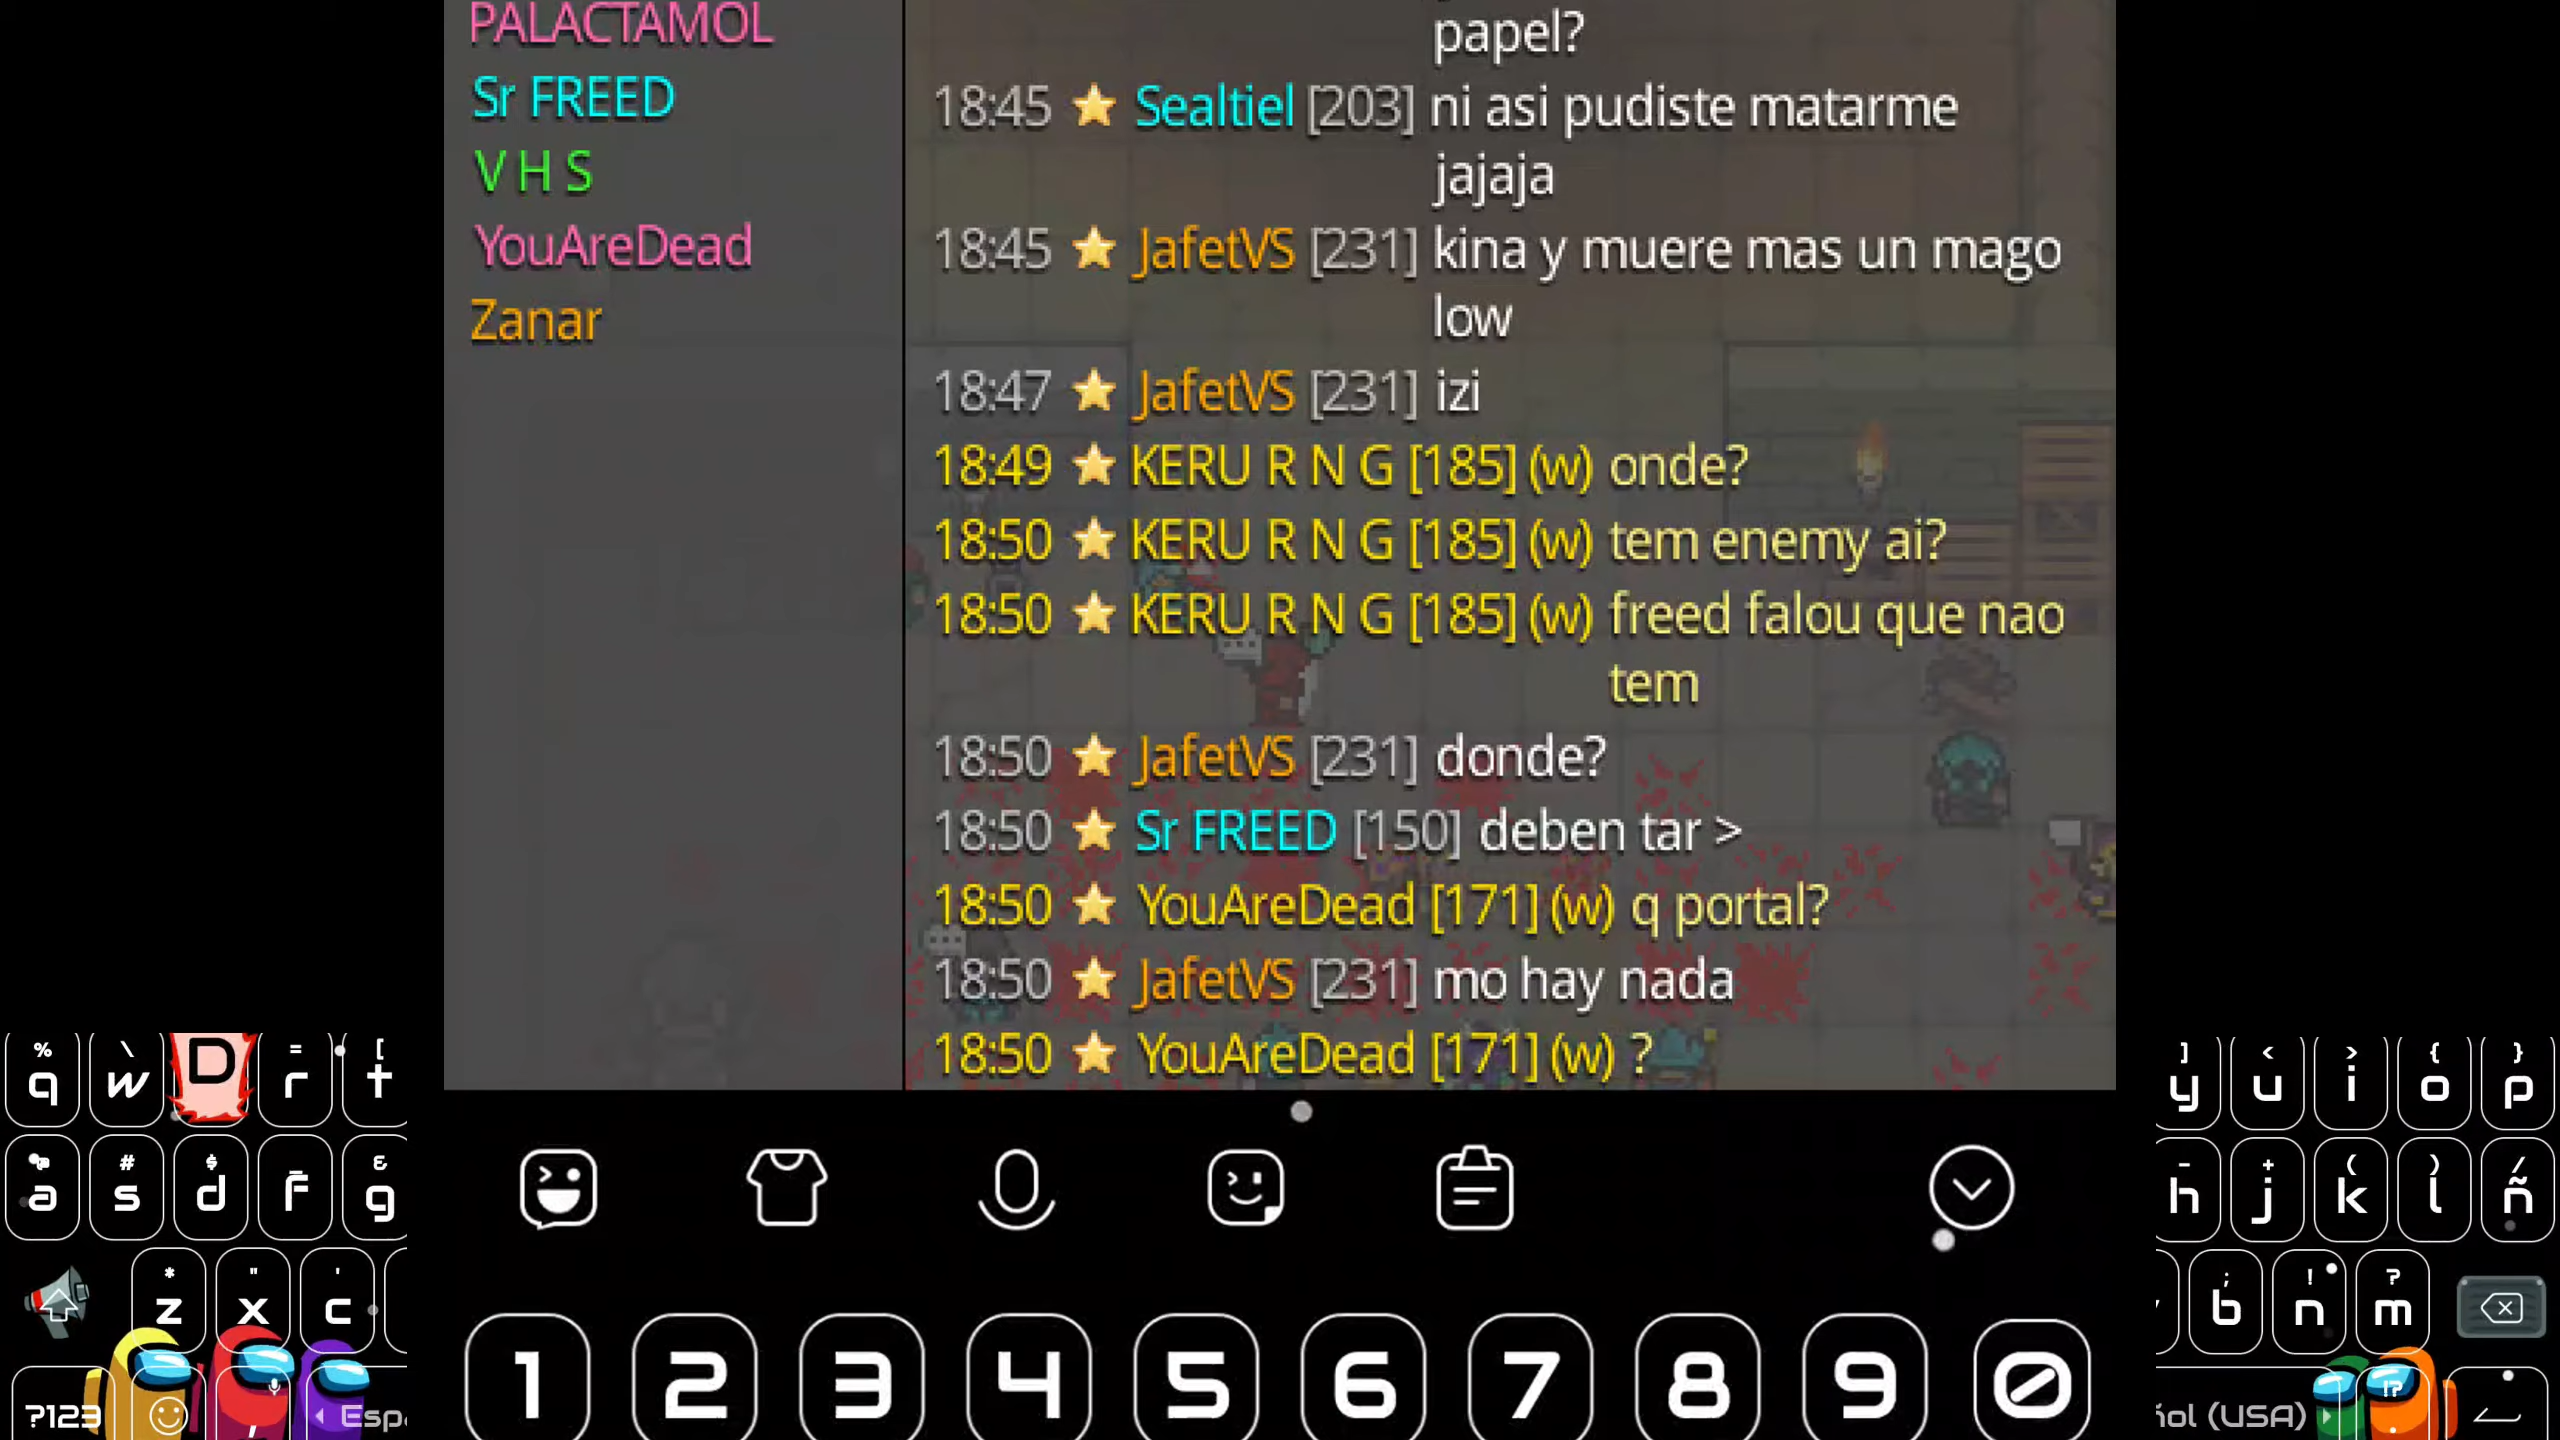 PALACTAMOL
Sr FREED
V H S
YouAreDead
Zanar
papel?
18:45 Sealtiel [203] ni asi pudiste matarme
jajaja
18:45 JafetVS [231] kina y muere mas un mago
low
18:47 JafetVS [231] izi
18:49 KERU R N G [185] (w) onde?
18:50 KERU R N G [185] (w) tem enemy ai?
18:50 KERU R N G [185] (w) freed falou que nao
tem
18:50 JafetVS [231] donde?
18:50 Sr FREED [150] deben tar >
18:50 YouAreDead [171] (w) q portal?
18:50 JafetVS [231] mo hay nada
18:50 YouAreDead [171] (w) ?
% \ = [
q w D r t
] < > { }
y u i o p
# $ &
a s d f g
- + ( ) /
h j k l ñ
* " '
z x c
; ! ?
b n m
1 2 3 4 5 6 7 8 9 0
?123 , Esp
ñol (USA) !?